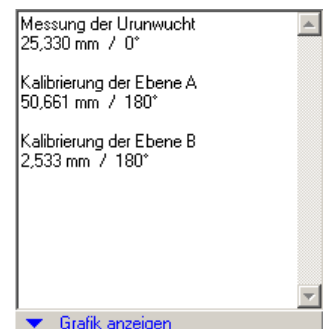 Messung der Urunwucht
25,330 mm / 0°
Kalibrierung der Ebene A
50,661 mm / 180°
Kalibrierung der Ebene B
2,533 mm / 180°
Grafik anzeigen